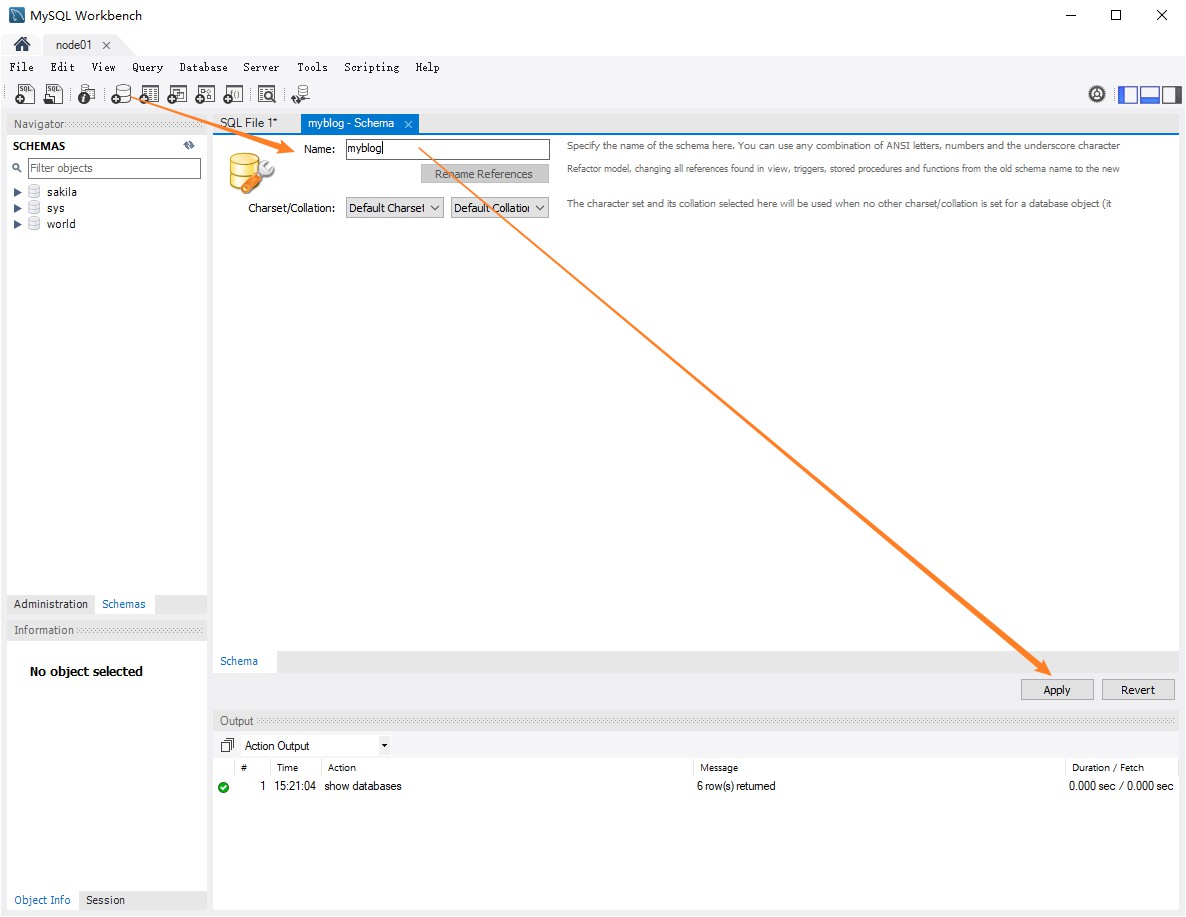 MySQL Workbench
node01
File Edit View Query Database Server Tools Scripting Help
Navigator
SCHEMAS
Filter objects
sakila
sys
world
Administration Schemas
Information
No object selected
Object Info Session
SQL File 1* myblog - Schema
Name: myblog
Specify the name of the schema here. You can use any combination of ANSI letters, numbers and the underscore character
Rename References
Refactor model, changing all references found in view, triggers, stored procedures and functions from the old schema name to the new
Charset/Collation: Default Charset Default Collation
The character set and its collation selected here will be used when no other charset/collation is set for a database object (it
Schema
Apply Revert
Output
Action Output
# Time Action Message Duration / Fetch
1 15:21:04 show databases 6 row(s) returned 0.000 sec / 0.000 sec